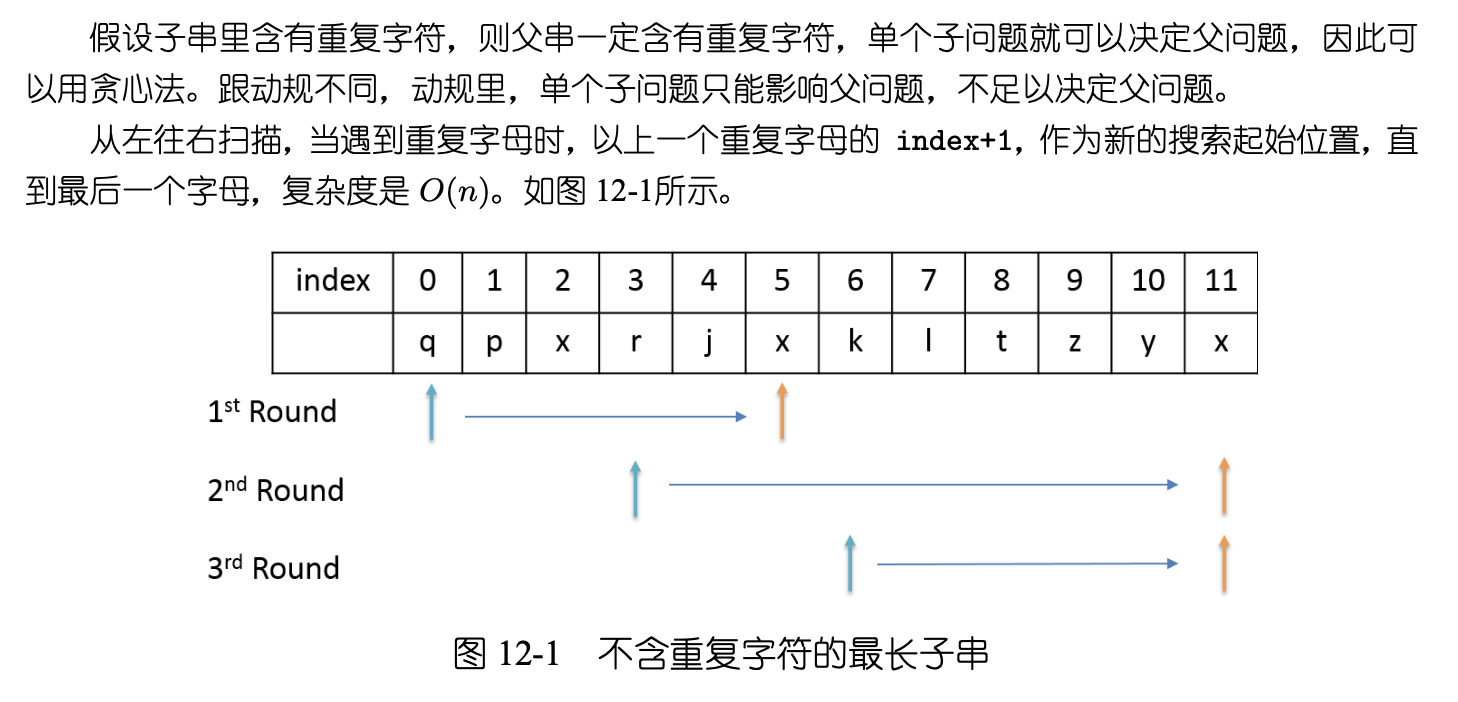 假设子串里含有重复字符，则父串一定含有重复字符，单个子问题就可以决定父问题，因此可
以用贪心法。跟动规不同，动规里，单个子问题只能影响父问题，不足以决定父问题。
从左往右扫描，当遇到重复字母时，以上一个重复字母的 index+1，作为新的搜索起始位置，直
到最后一个字母，复杂度是 O(n)。如图 12-1所示。
index 0 1 2 3 4 5 6 7 8 9 10 11
q p x r j x k l t z y x
1st Round
2nd Round
3rd Round
图 12-1 不含重复字符的最长子串